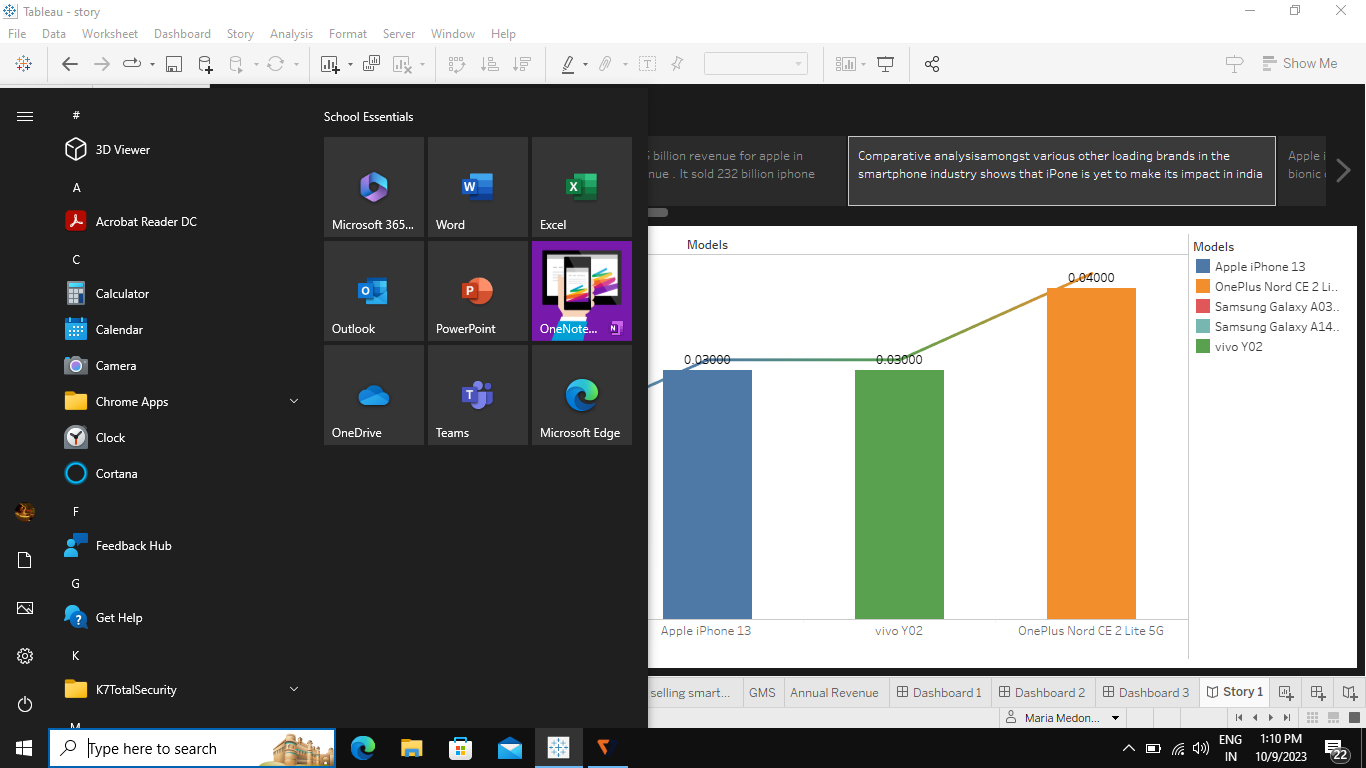 Tableau - story
File Data Worksheet Dashboard Story Analysis Format Server Window Help
Show Me
#
3D Viewer
A
Acrobat Reader DC
C
Calculator
Calendar
Camera
Chrome Apps
Clock
Cortana
F
Feedback Hub
G
Get Help
K
K7TotalSecurity
School Essentials
Microsoft 365...
Word
Excel
Outlook
PowerPoint
OneNote...
OneDrive
Teams
Microsoft Edge
billion revenue for apple in
nue . It sold 232 billion iphone
Comparative analysisamongst various other loading brands in the
smartphone industry shows that iPone is yet to make its impact in india
Apple i
bionic
Models
0.03000
0.03000
0.04000
Apple iPhone 13
vivo Y02
OnePlus Nord CE 2 Lite 5G
Models
Apple iPhone 13
OnePlus Nord CE 2 Li..
Samsung Galaxy A03..
Samsung Galaxy A14..
vivo Y02
selling smart... GMS Annual Revenue Dashboard 1 Dashboard 2 Dashboard 3 Story 1
Maria Medon...
Type here to search
ENG
IN
1:10 PM
10/9/2023
22